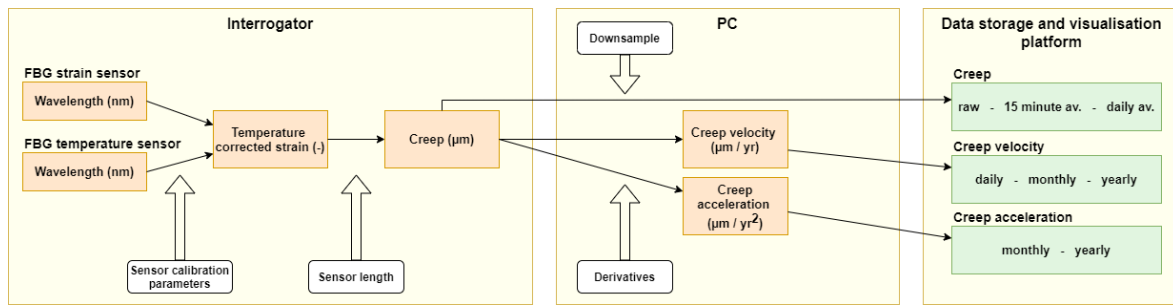 Interrogator
FBG strain sensor
Wavelength (nm)
FBG temperature sensor
Wavelength (nm)
Temperature
corrected strain (-)
Creep (μm)
Sensor calibration
parameters
Sensor length
PC
Downsample
Creep velocity
(μm / yr)
Creep
acceleration
(μm / yr²)
Derivatives
Data storage and visualisation
platform
Creep
raw - 15 minute av. - daily av.
Creep velocity
daily - monthly - yearly
Creep acceleration
monthly - yearly